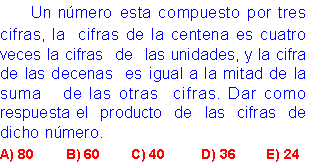 Un número esta compuesto por tres
cifras, la cifras de la centena es cuatro
veces la cifras de las unidades, y la cifra
de las decenas es igual a la mitad de la
suma de las otras cifras. Dar como
respuesta el producto de las cifras de
dicho número.
A) 80 B) 60 C) 40 D) 36 E) 24